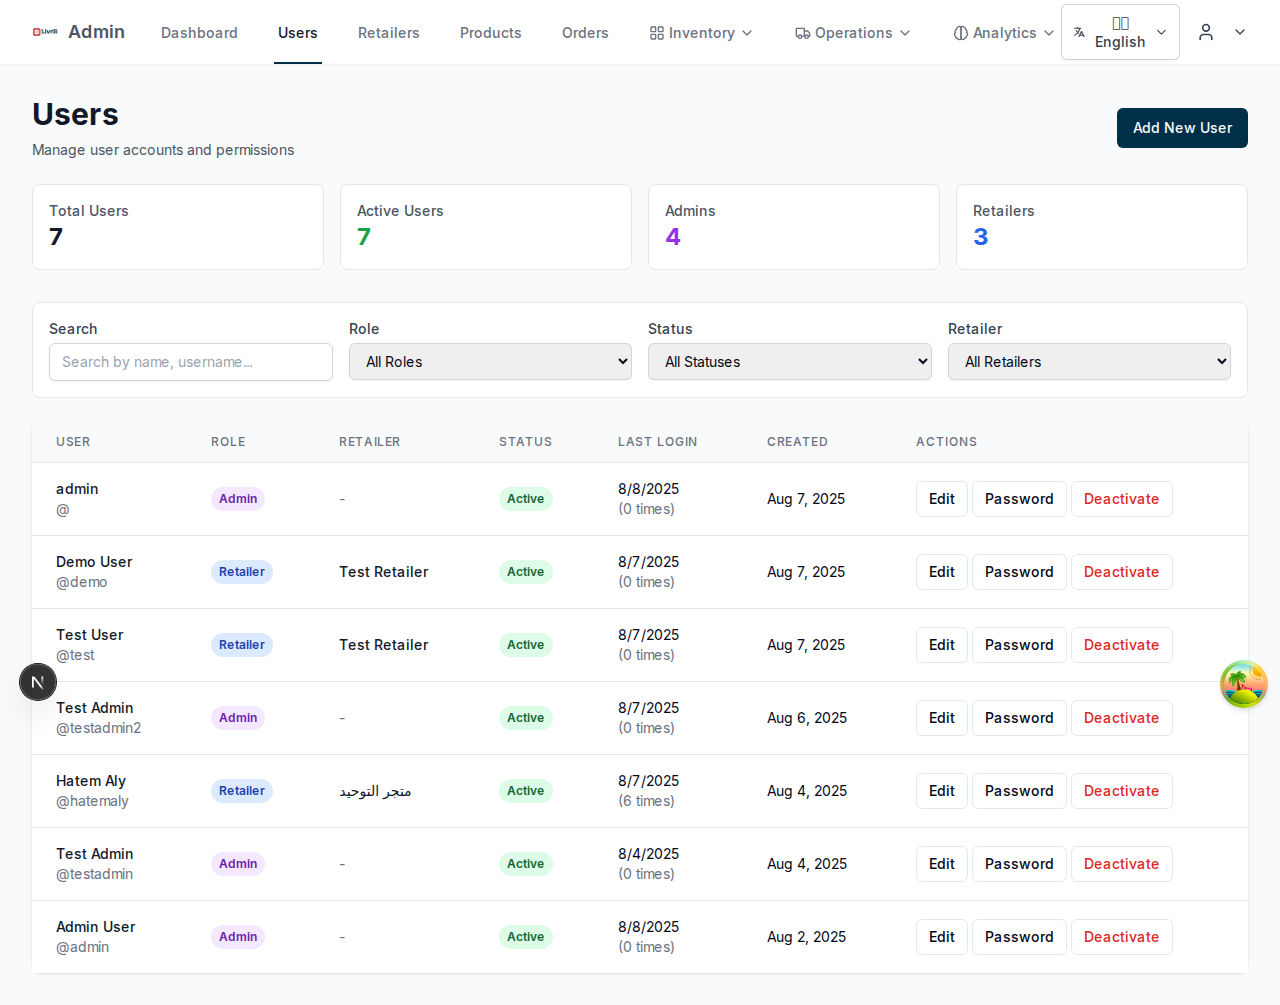 Livrili Admin Dashboard Users Retailers Products Orders Inventory Operations Analytics English
Users
Manage user accounts and permissions
Add New User
Total Users Active Users Admins Retailers
7 7 4 3
Search Role Status Retailer
Search by name, username... All Roles All Statuses All Retailers
USER ROLE RETAILER STATUS LAST LOGIN CREATED ACTIONS
admin Admin - Active 8/8/2025 Aug 7, 2025 Edit Password Deactivate
@ (0 times)
Demo User Retailer Test Retailer Active 8/7/2025 Aug 7, 2025 Edit Password Deactivate
@demo (0 times)
Test User Retailer Test Retailer Active 8/7/2025 Aug 7, 2025 Edit Password Deactivate
@test (0 times)
N
Test Admin Admin - Active 8/7/2025 Aug 6, 2025 Edit Password Deactivate
@testadmin2 (0 times)
Hatem Aly Retailer متجر التوحيد Active 8/7/2025 Aug 4, 2025 Edit Password Deactivate
@hatemaly (6 times)
Test Admin Admin - Active 8/4/2025 Aug 4, 2025 Edit Password Deactivate
@testadmin (0 times)
Admin User Admin - Active 8/8/2025 Aug 2, 2025 Edit Password Deactivate
@admin (0 times)